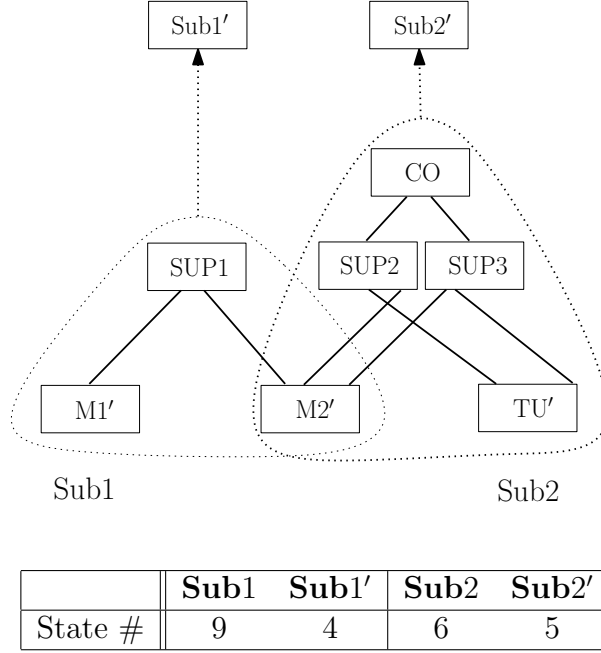 Sub1′ Sub2′
CO
SUP1 SUP2 SUP3
M1′ M2′ TU′
Sub1 Sub2
Sub1 Sub1′ Sub2 Sub2′
State # 9 4 6 5